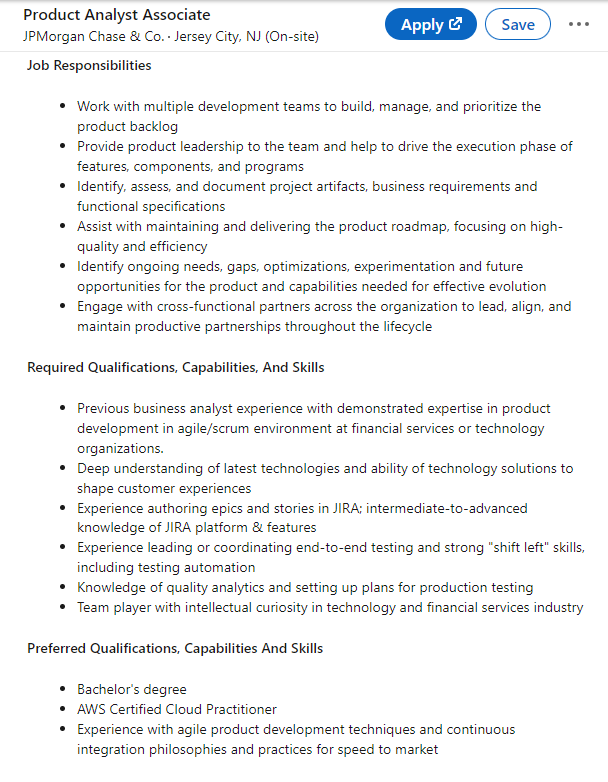 Product Analyst Associate
JPMorgan Chase & Co. · Jersey City, NJ (On-site)
Apply
Save
Job Responsibilities
• Work with multiple development teams to build, manage, and prioritize the
product backlog
• Provide product leadership to the team and help to drive the execution phase of
features, components, and programs
• Identify, assess, and document project artifacts, business requirements and
functional specifications
• Assist with maintaining and delivering the product roadmap, focusing on high-
quality and efficiency
• Identify ongoing needs, gaps, optimizations, experimentation and future
opportunities for the product and capabilities needed for effective evolution
• Engage with cross-functional partners across the organization to lead, align, and
maintain productive partnerships throughout the lifecycle
Required Qualifications, Capabilities, And Skills
• Previous business analyst experience with demonstrated expertise in product
development in agile/scrum environment at financial services or technology
organizations.
• Deep understanding of latest technologies and ability of technology solutions to
shape customer experiences
• Experience authoring epics and stories in JIRA; intermediate-to-advanced
knowledge of JIRA platform & features
• Experience leading or coordinating end-to-end testing and strong "shift left" skills,
including testing automation
• Knowledge of quality analytics and setting up plans for production testing
• Team player with intellectual curiosity in technology and financial services industry
Preferred Qualifications, Capabilities And Skills
• Bachelor's degree
• AWS Certified Cloud Practitioner
• Experience with agile product development techniques and continuous
integration philosophies and practices for speed to market